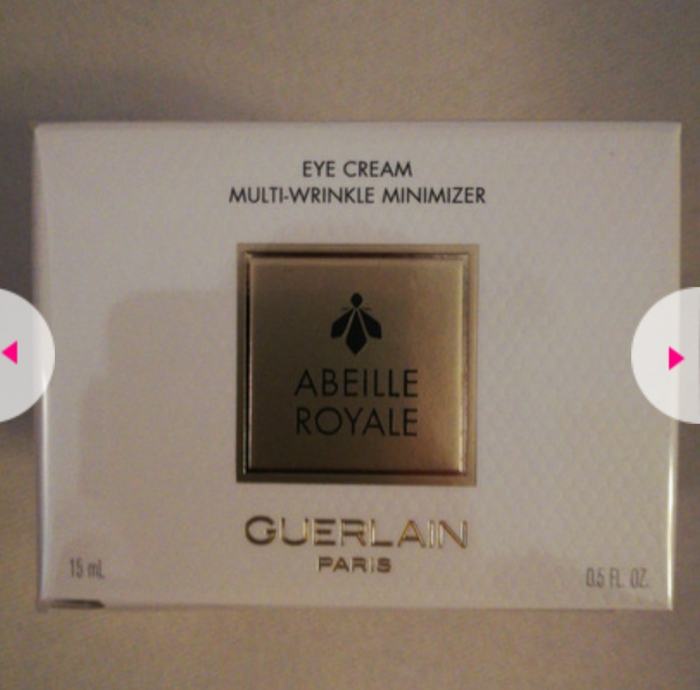 EYE CREAM
MULTI-WRINKLE MINIMIZER
ABEILLE
ROYALE
GUERLAIN
PARIS
15 mL
0.5 FL. OZ.